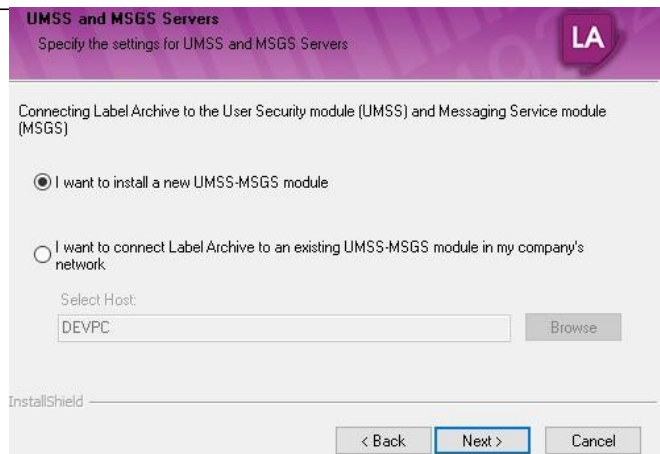 UMSS and MSGS Servers
Specify the settings for UMSS and MSGS Servers
LA
Connecting Label Archive to the User Security module (UMSS) and Messaging Service module
(MSGS)
I want to install a new UMSS-MSGS module
I want to connect Label Archive to an existing UMSS-MSGS module in my company's
network
Select Host:
DEVPC
Browse
InstallShield
< Back
Next >
Cancel